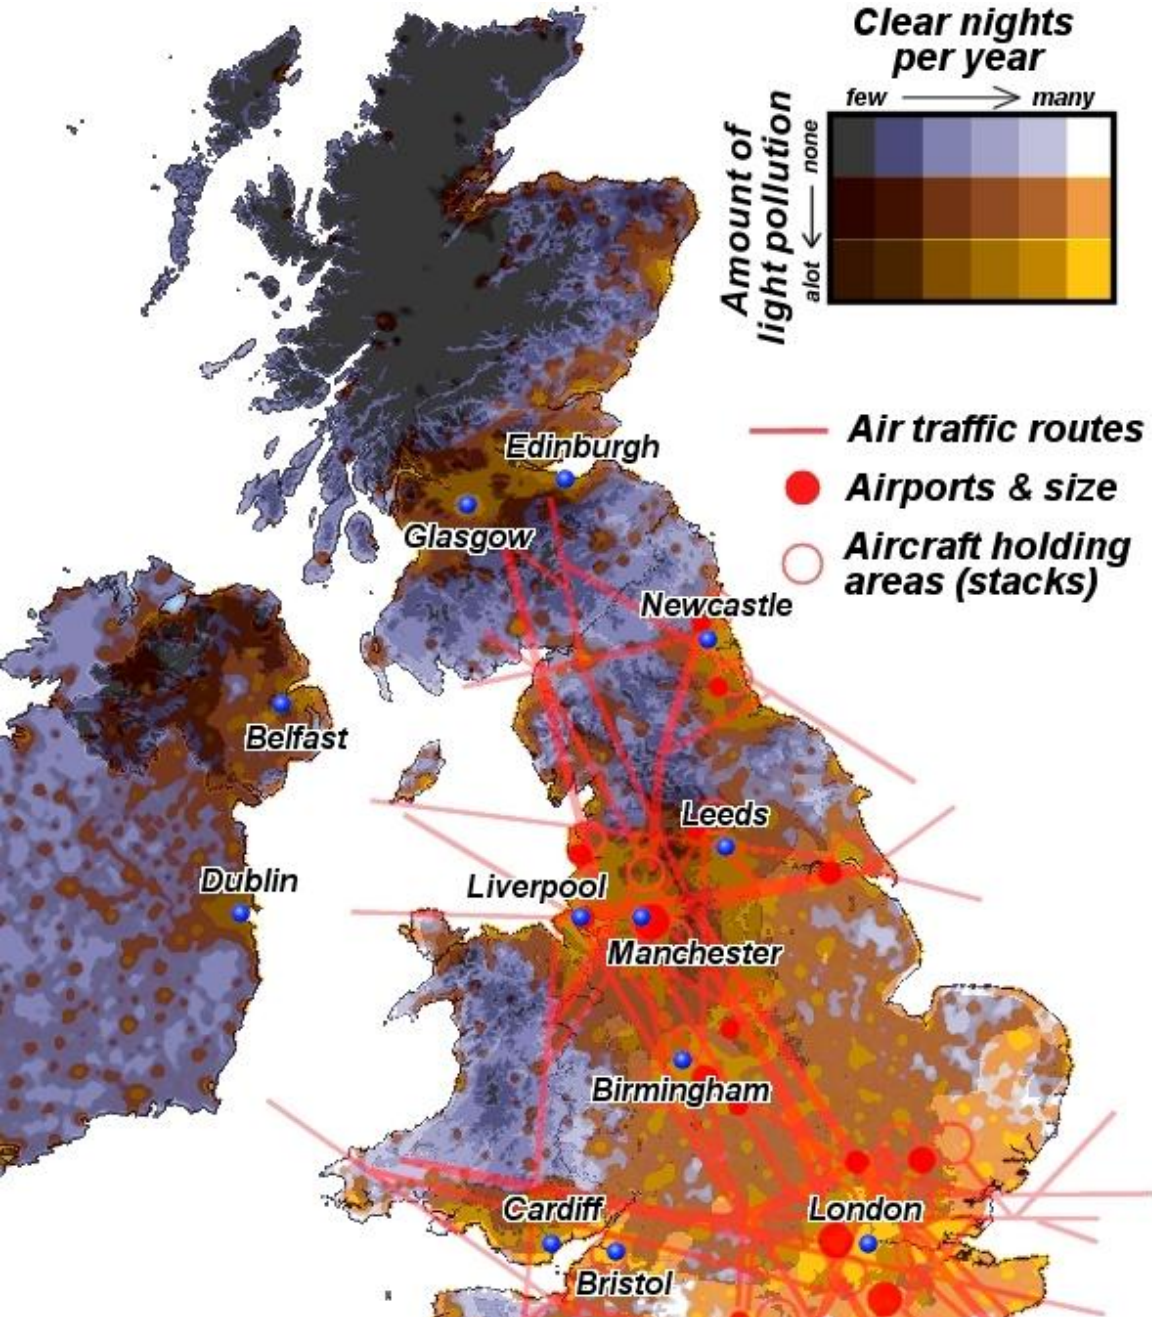 Clear nights
per year
few
many
Amount of
light pollution
none
alot
Air traffic routes
Airports & size
Aircraft holding
areas (stacks)
Edinburgh
Glasgow
Newcastle
Belfast
Leeds
Dublin
Liverpool
Manchester
Birmingham
Cardiff
London
Bristol